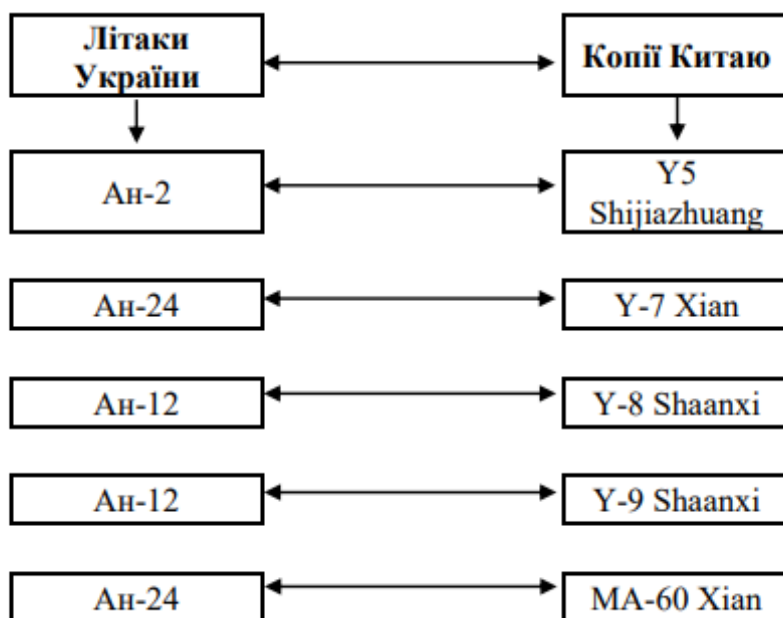 Літаки
України
Копії Китаю
Ан-2
Y5
Shijiazhuang
Ан-24
Y-7 Xian
Ан-12
Y-8 Shaanxi
Ан-12
Y-9 Shaanxi
Ан-24
MA-60 Xian